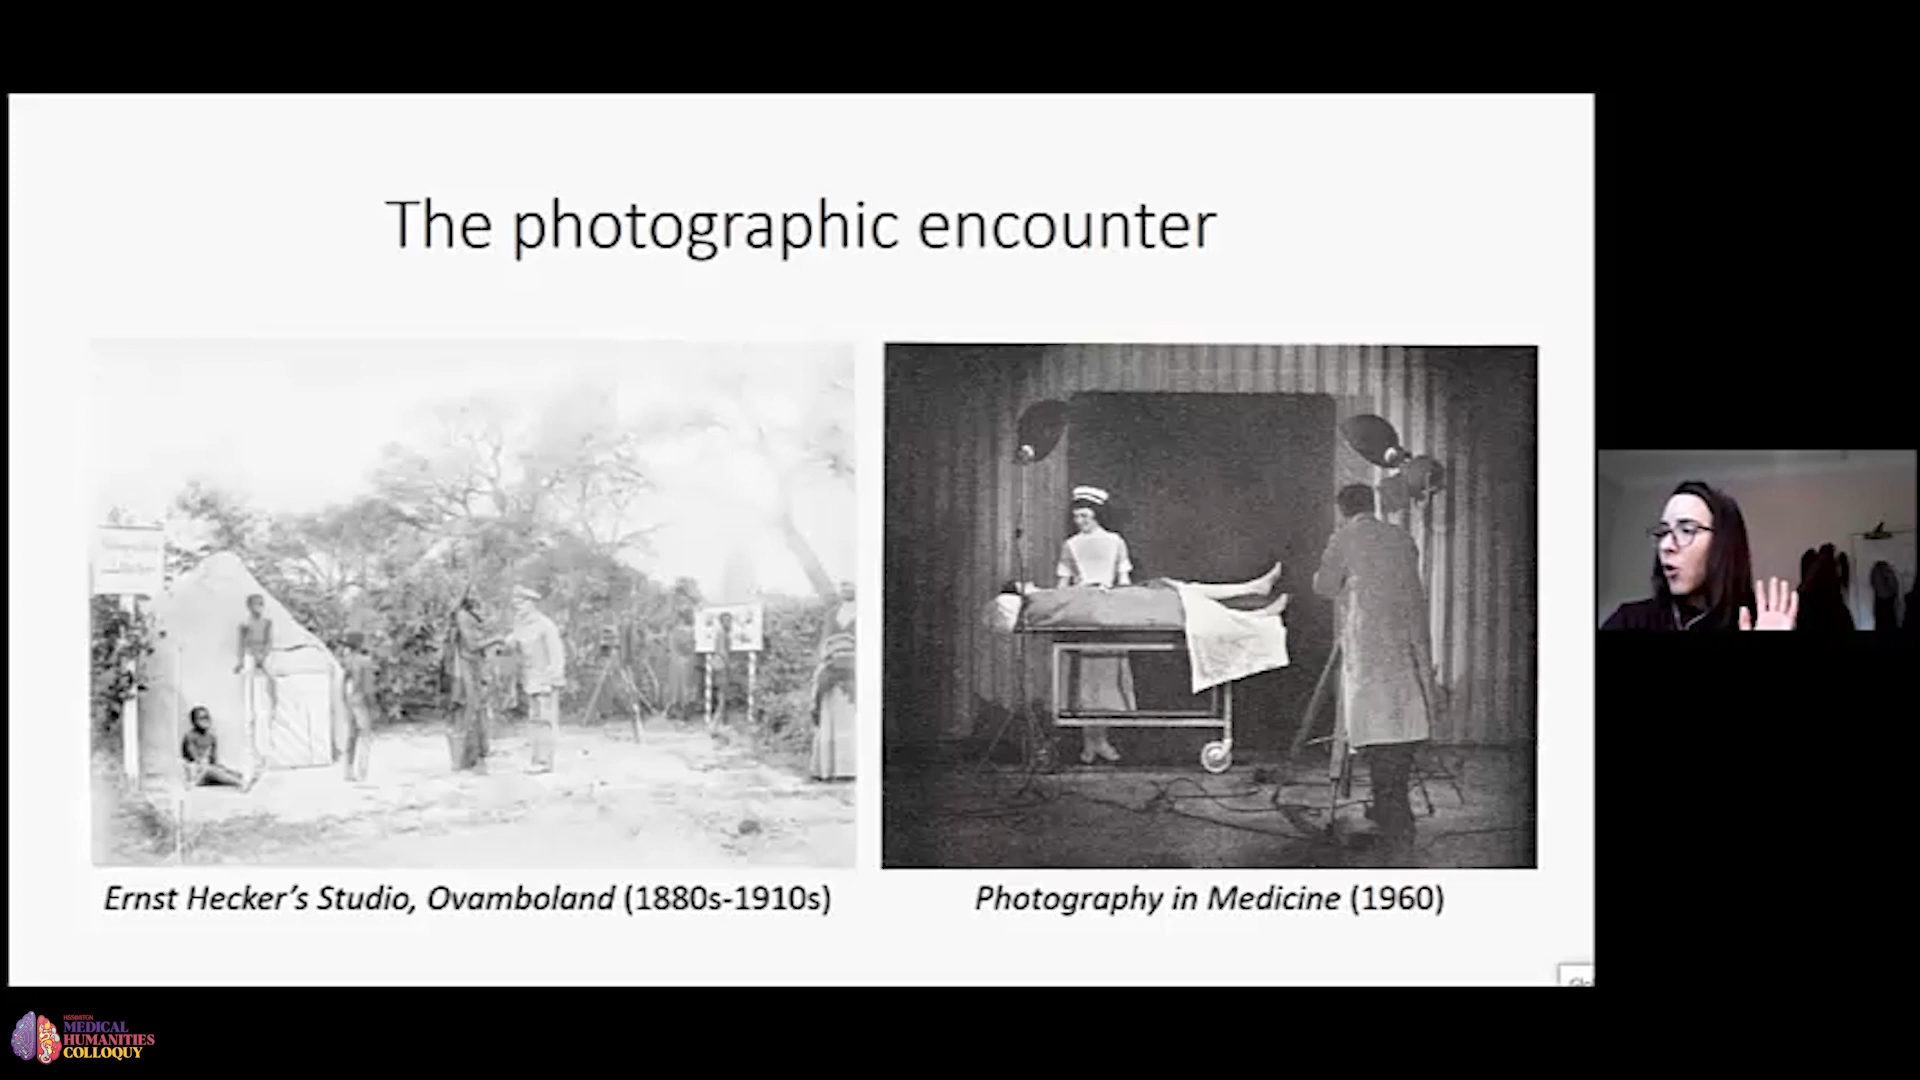 The photographic encounter
Ernst Hecker's Studio, Ovamboland (1880s-1910s)
Photography in Medicine (1960)
MEDICAL
HUMANITIES
COLLOQUY